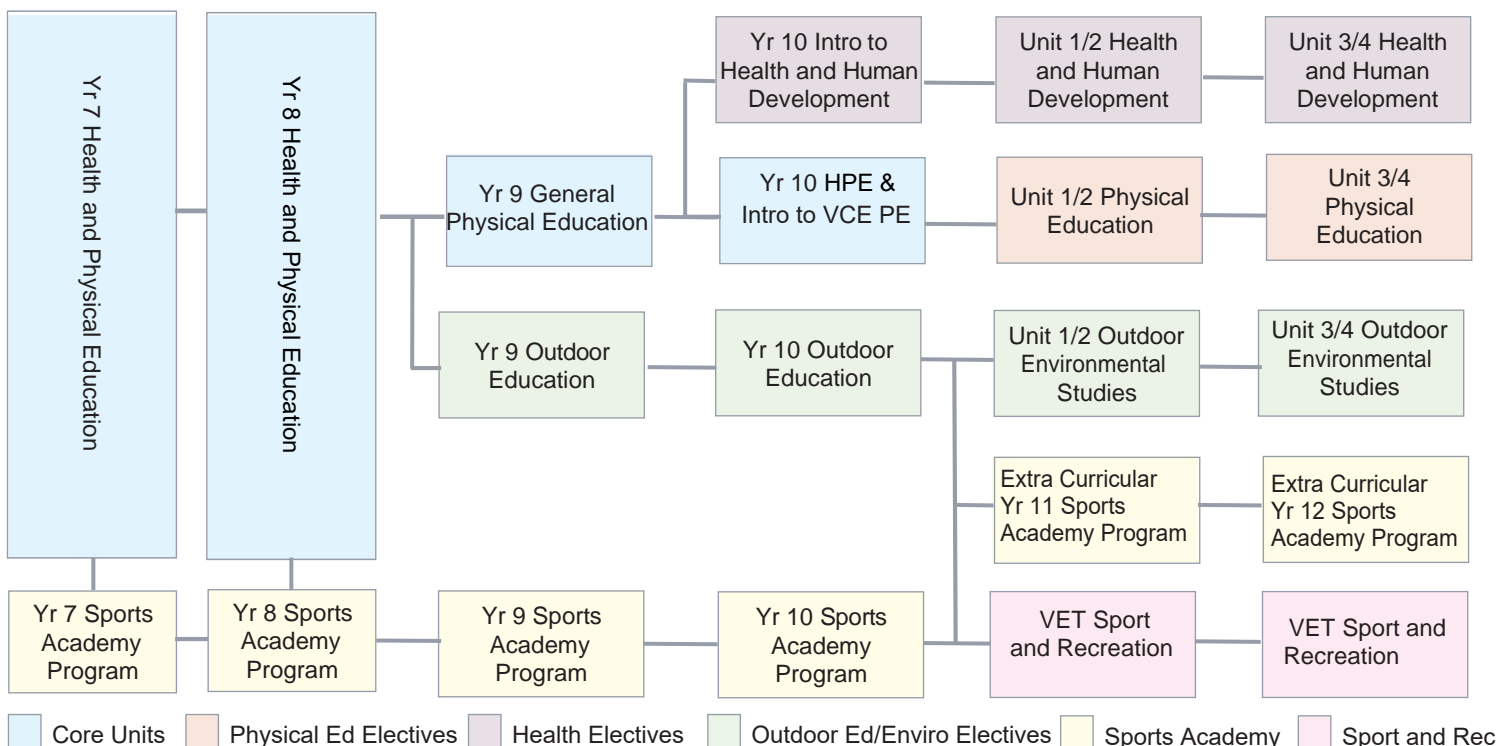 Yr 7 Health and Physical Education
Yr 8 Health and Physical Education
Yr 10 Intro to
Health and Human
Development
Unit 1/2 Health
and Human
Development
Unit 3/4 Health
and Human
Development
Yr 9 General
Physical Education
Yr 10 HPE &
Intro to VCE PE
Unit 1/2 Physical
Education
Unit 3/4
Physical
Education
Yr 9 Outdoor
Education
Yr 10 Outdoor
Education
Unit 1/2 Outdoor
Environmental
Studies
Unit 3/4 Outdoor
Environmental
Studies
Extra Curricular
Yr 11 Sports
Academy Program
Extra Curricular
Yr 12 Sports
Academy Program
Yr 7 Sports
Academy
Program
Yr 8 Sports
Academy
Program
Yr 9 Sports
Academy
Program
Yr 10 Sports
Academy
Program
VET Sport
and Recreation
VET Sport and
Recreation
Core Units
Physical Ed Electives
Health Electives
Outdoor Ed/Enviro Electives
Sports Academy
Sport and Rec